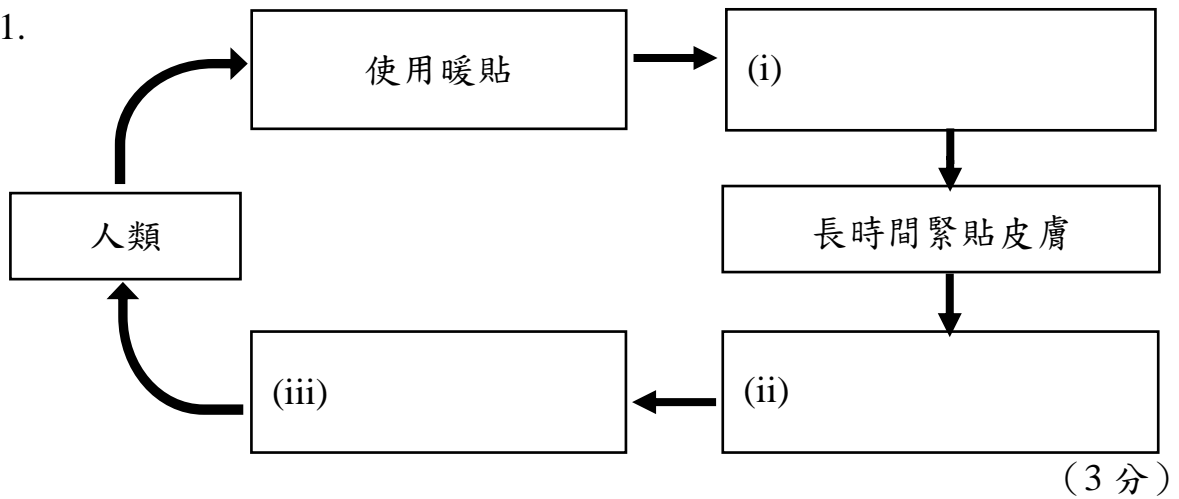 1.
使用暖貼
(i)
人類
長時間緊貼皮膚
(iii)
(ii)
（3 分）